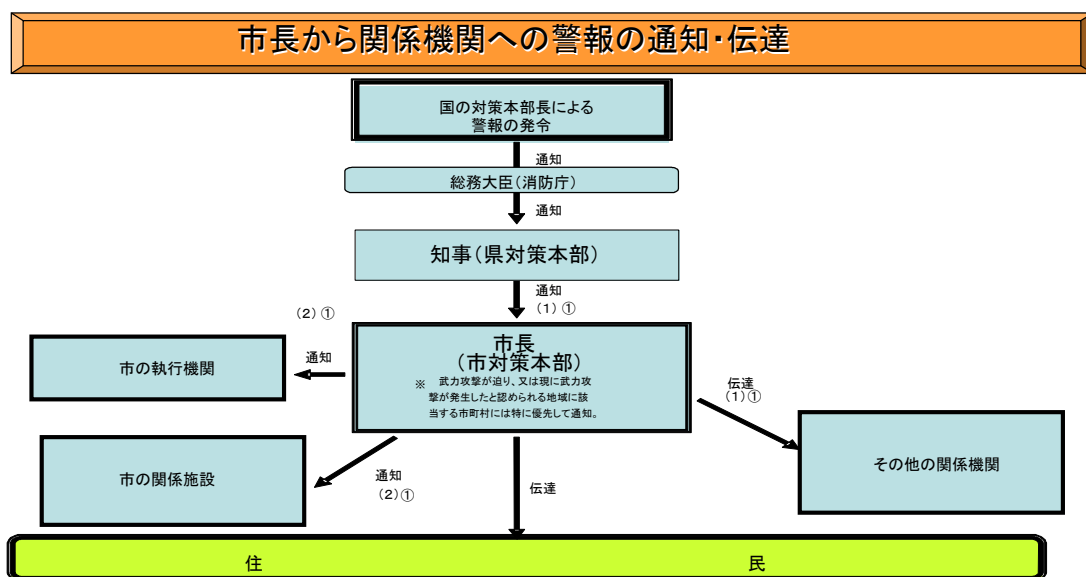 市長から関係機関への警報の通知・伝達
国の対策本部長による
警報の発令
通知
総務大臣(消防庁)
通知
知事(県対策本部)
通知
(1)①
(2)①
市長
(市対策本部)
※　武力攻撃が迫り、又は現に武力攻
撃が発生したと認められる地域に該
当する市町村には特に優先して通知。
通知
市の執行機関
伝達
(1)①
市の関係施設
通知
(2)①
伝達
その他の関係機関
住　民